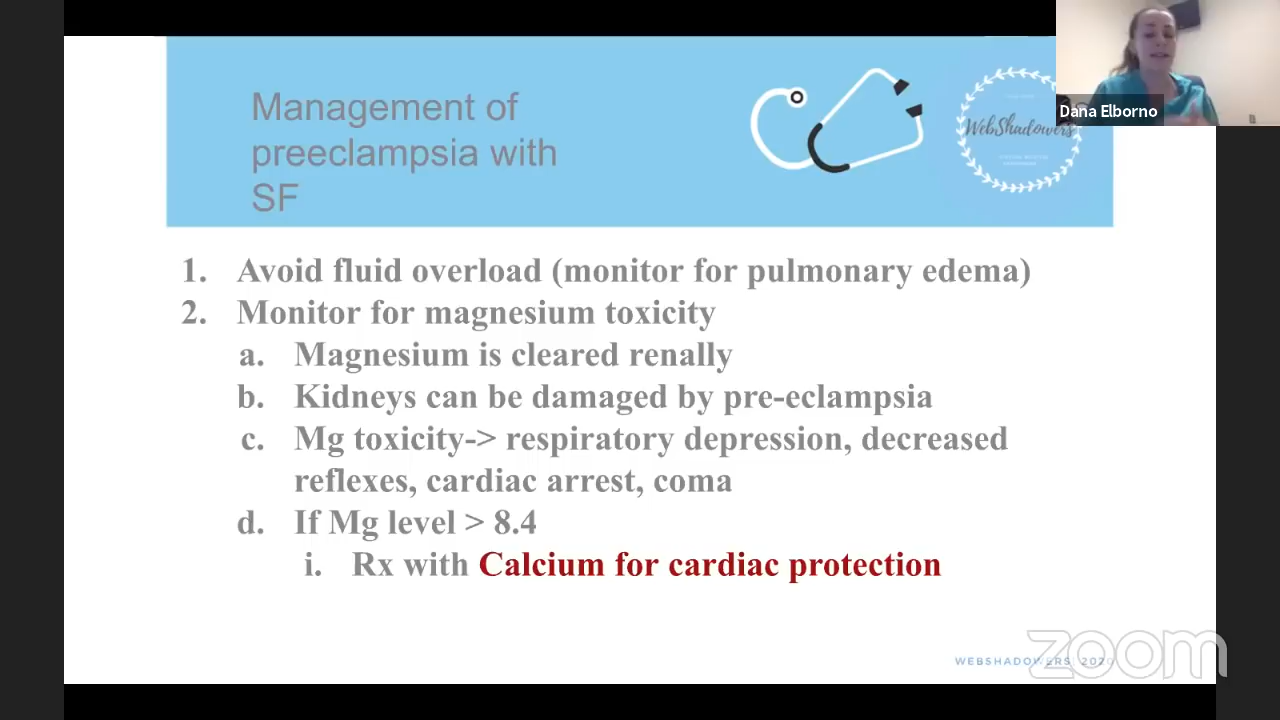 Management of
preeclampsia with
SF
WebShadowers
Dana Elborno
1. Avoid fluid overload (monitor for pulmonary edema)
2. Monitor for magnesium toxicity
a. Magnesium is cleared renally
b. Kidneys can be damaged by pre-eclampsia
c. Mg toxicity-> respiratory depression, decreased
reflexes, cardiac arrest, coma
d. If Mg level > 8.4
i. Rx with Calcium for cardiac protection
WEBSHADOWERS 2020
zoom